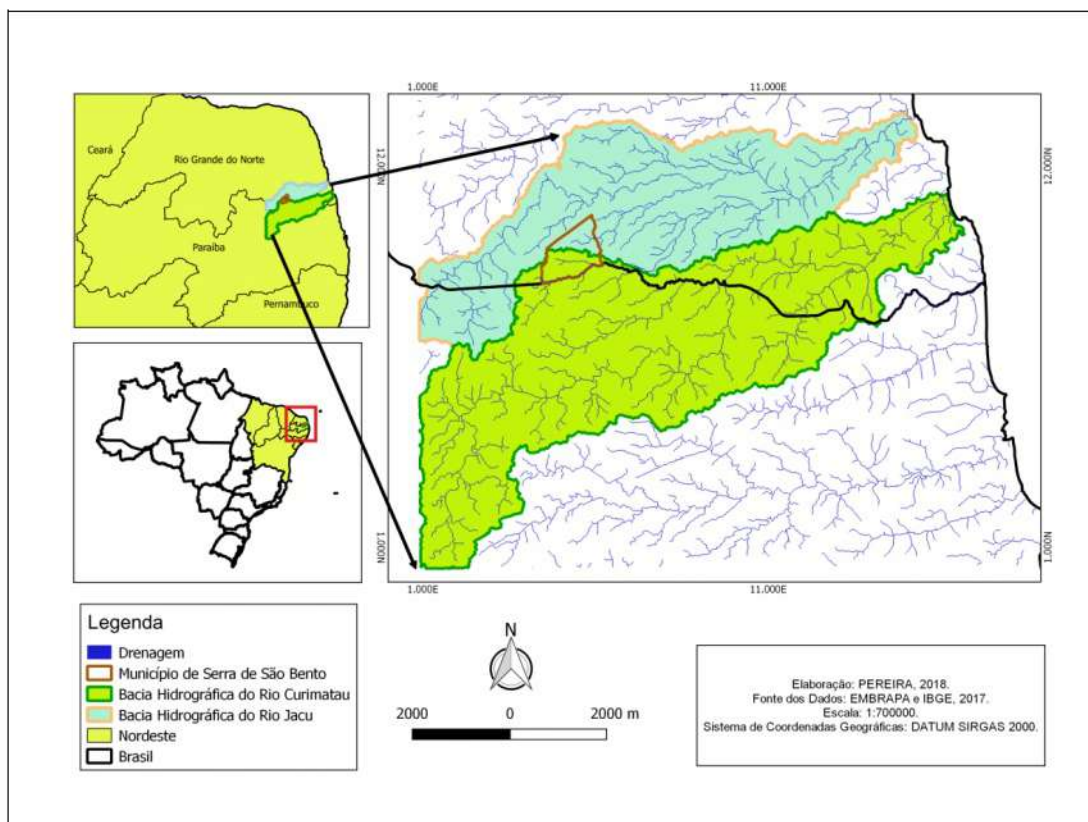 Ceará
Rio Grande do Norte
Paraíba
Pernambuco
1.000E
11.000E
12.000N
12.000N
1.000N
1.000N
1.000E
11.000E
Legenda
Drenagem
Município de Serra de São Bento
Bacia Hidrográfica do Rio Curimatau
Bacia Hidrográfica do Rio Jacu
Nordeste
Brasil
N
2000 0 2000 m
Elaboração: PEREIRA, 2018.
Fonte dos Dados: EMBRAPA e IBGE, 2017.
Escala: 1:700000.
Sistema de Coordenadas Geográficas: DATUM SIRGAS 2000.